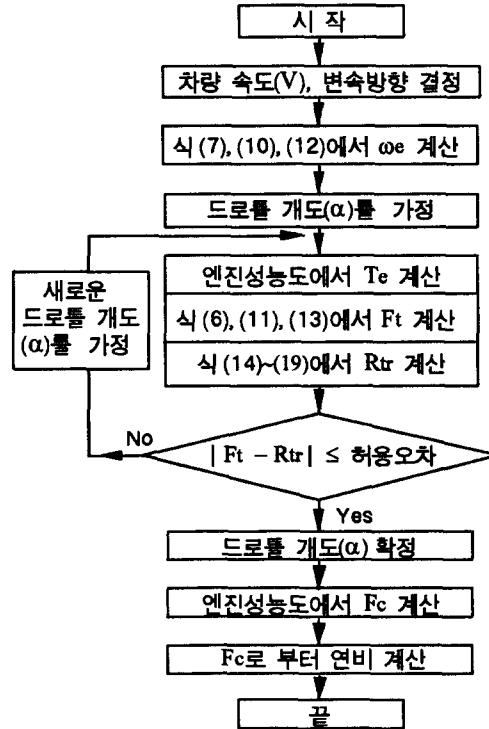 시 작
차량 속도(V), 변속방향 결정
식 (7), (10), (12)에서 ωe 계산
드로틀 개도(α)를 가정
엔진성능도에서 Te 계산
식 (6), (11), (13)에서 Ft 계산
식 (14)~(19)에서 Rtr 계산
새로운
드로틀 개도
(α)를 가정
No
| Ft − Rtr | ≤ 허용오차
Yes
드로틀 개도(α) 확정
엔진성능도에서 Fc 계산
Fc로 부터 연비 계산
끝